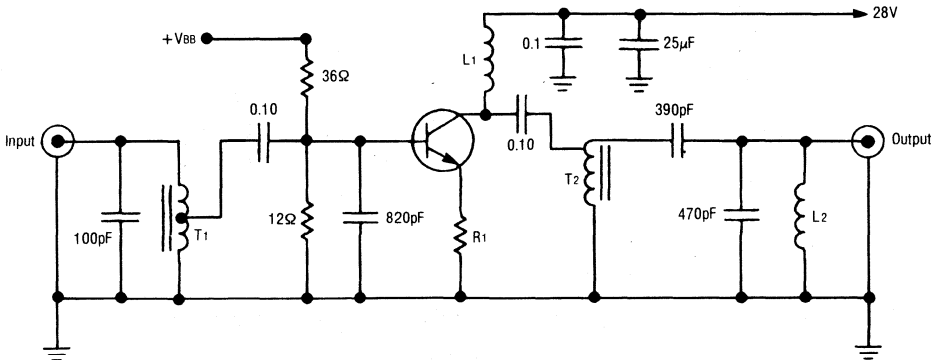 28V
+VBB
0.1
25µF
L1
36Ω
390pF
0.10
Input
0.10
Output
T2
12Ω
820pF
470pF
L2
100pF
T1
R1